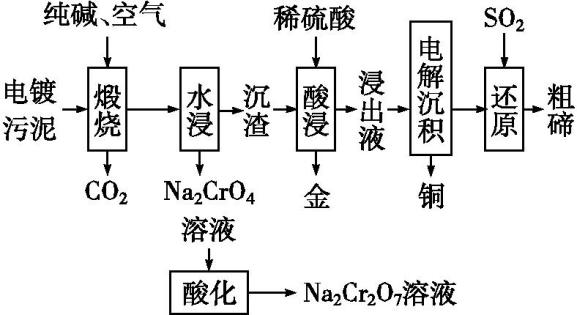 纯碱、空气
稀硫酸
SO₂
电镀
污泥
煅烧
水浸
沉渣
酸浸
浸出液
电解沉积
还原
粗碲
CO₂
Na₂CrO₄
溶液
金
铜
酸化
Na₂Cr₂O₇溶液